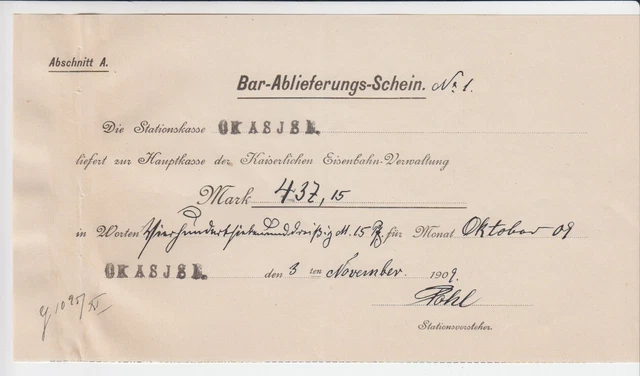 Abschnitt A.
Bar-Ablieferungs-Schein. Nr. 1.
Die Stationskasse OKASJSE.
liefert zur Hauptkasse der Kaiserlichen Eisenbahn-Verwaltung
Mark 437,15
in Worten Vierhundertsiebenunddreißig M. 15 Pf für Monat Oktober 09
OKASJSE. den 3 ten November. 1909.
Pohl
Stationsvorsteher.